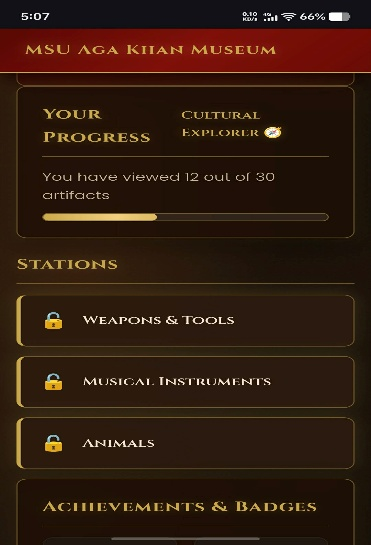 5:07
0.10 KB/s 4G 66%
MSU Aga Khan Museum
Your
Progress
Cultural
Explorer
You have viewed 12 out of 30
artifacts
Stations
Weapons & Tools
Musical Instruments
Animals
Achievements & Badges